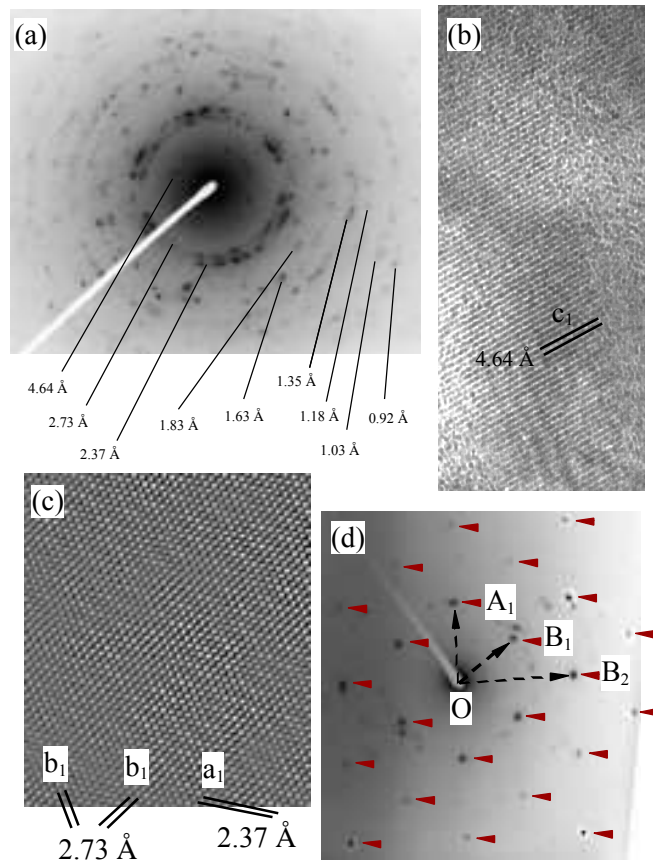 (a)
4.64 Å
2.73 Å
2.37 Å
1.83 Å
1.63 Å
1.35 Å
1.18 Å
1.03 Å
0.92 Å
(b)
c1
4.64 Å
(c)
b1 b1 a1
2.73 Å 2.37 Å
(d)
A1
B1
B2
O